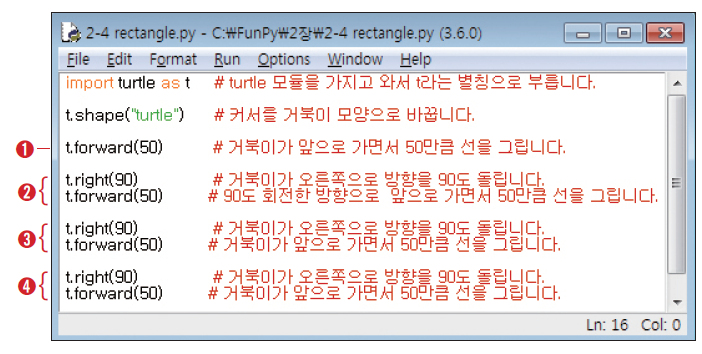 2-4 rectangle.py - C:₩FunPy₩2장₩2-4 rectangle.py (3.6.0)
File Edit Format Run Options Window Help
import turtle as t # turtle 모듈을 가지고 와서 t라는 별칭으로 부릅니다.
t.shape("turtle") # 커서를 거북이 모양으로 바꿉니다.
❶ t.forward(50) # 거북이가 앞으로 가면서 50만큼 선을 그립니다.
❷ t.right(90) # 거북이가 오른쪽으로 방향을 90도 돌립니다.
t.forward(50) # 90도 회전한 방향으로 앞으로 가면서 50만큼 선을 그립니다.
❸ t.right(90) # 거북이가 오른쪽으로 방향을 90도 돌립니다.
t.forward(50) # 거북이가 앞으로 가면서 50만큼 선을 그립니다.
❹ t.right(90) # 거북이가 오른쪽으로 방향을 90도 돌립니다.
t.forward(50) # 거북이가 앞으로 가면서 50만큼 선을 그립니다.
Ln: 16 Col: 0